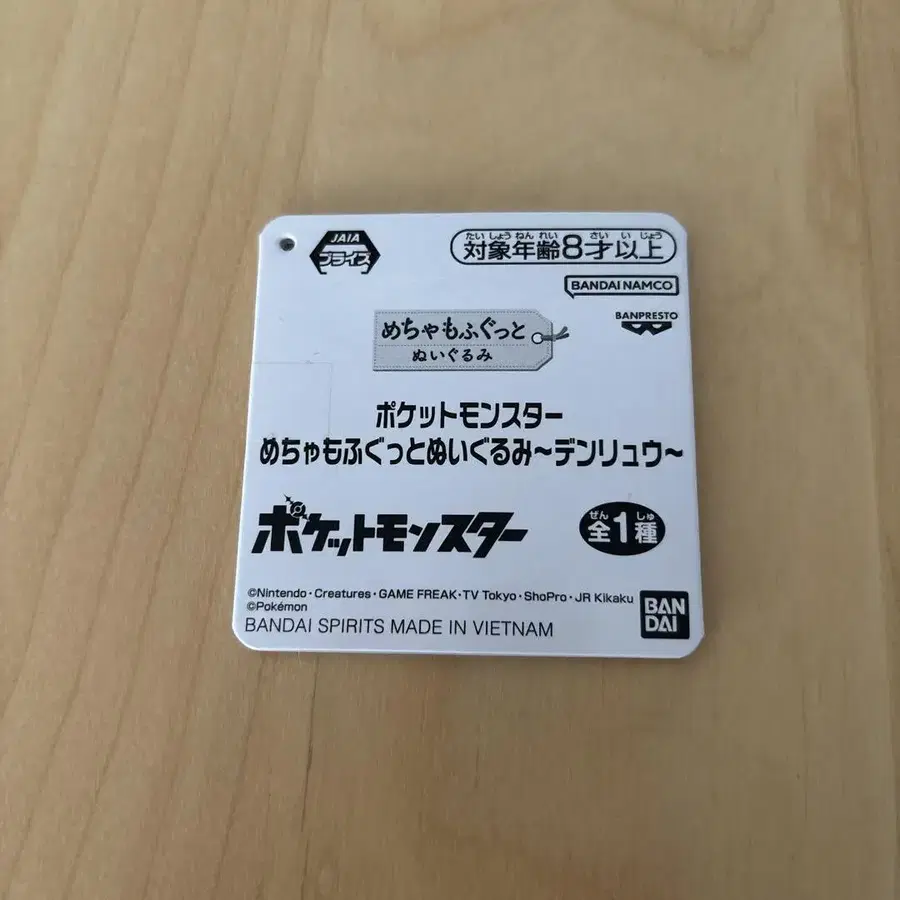 JAIA
プライズ
たいしょうねんれい さい い じょう
対象年齢8才以上
BANDAI NAMCO
BANPRESTO
めちゃもふぐっと
ぬいぐるみ
ポケットモンスター
めちゃもふぐっとぬいぐるみ～デンリュウ～
ポケットモンスター
ぜん しゅ
全1種
©Nintendo・Creatures・GAME FREAK・TV Tokyo・ShoPro・JR Kikaku
©Pokémon
BANDAI SPIRITS MADE IN VIETNAM
BAN
DAI